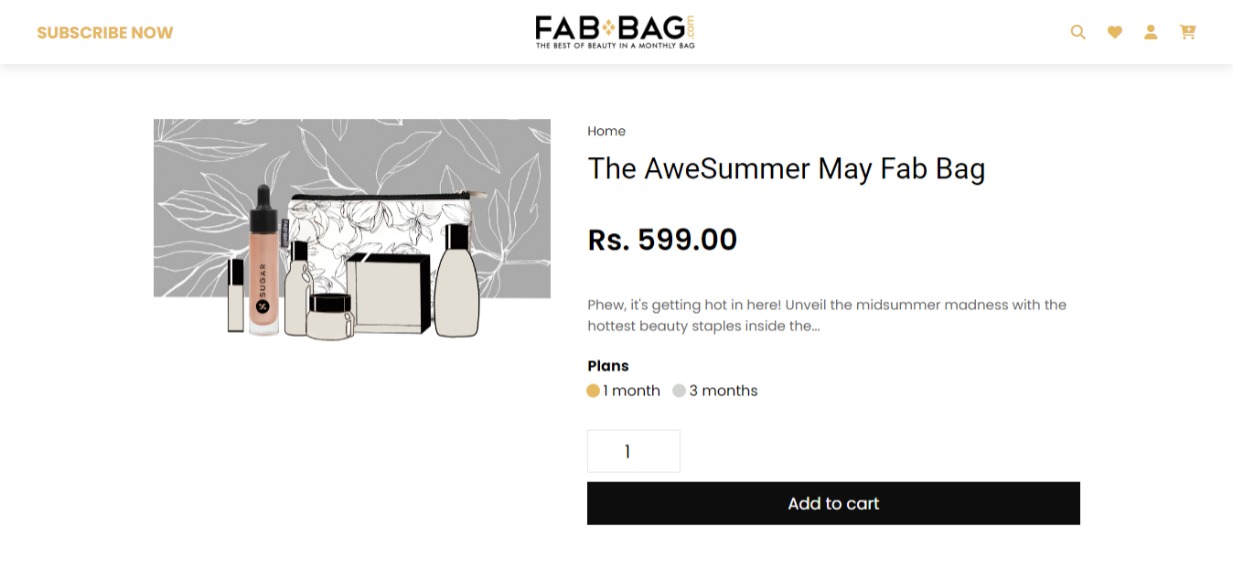 SUBSCRIBE NOW
FAB BAG .com
THE BEST OF BEAUTY IN A MONTHLY BAG
SUGAR
Home
The AweSummer May Fab Bag
Rs. 599.00
Phew, it's getting hot in here! Unveil the midsummer madness with the
hottest beauty staples inside the...
Plans
1 month 3 months
1
Add to cart